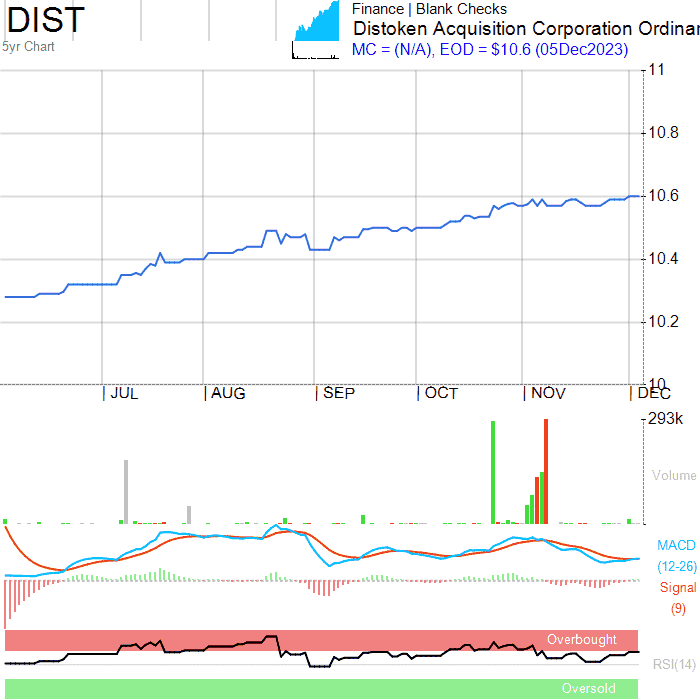 DIST
5yr Chart
Finance | Blank Checks
Distoken Acquisition Corporation Ordinar
MC = (N/A), EOD = $10.6 (05Dec2023)
11
10.8
10.6
10.4
10.2
10
| JUL | AUG | SEP | OCT | NOV | DEC
293k
Volume
MACD
(12-26)
Signal
(9)
Overbought
RSI(14)
Oversold